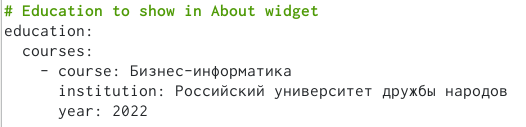 # Education to show in About widget
education:
  courses:
    - course: Бизнес-информатика
      institution: Российский университет дружбы народов
      year: 2022